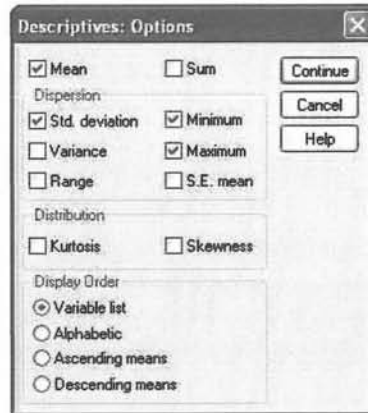 Descriptives: Options
Mean Sum Continue
Dispersion Cancel
Std. deviation Minimum Help
Variance Maximum
Range S.E. mean
Distribution
Kurtosis Skewness
Display Order
Variable list
Alphabetic
Ascending means
Descending means